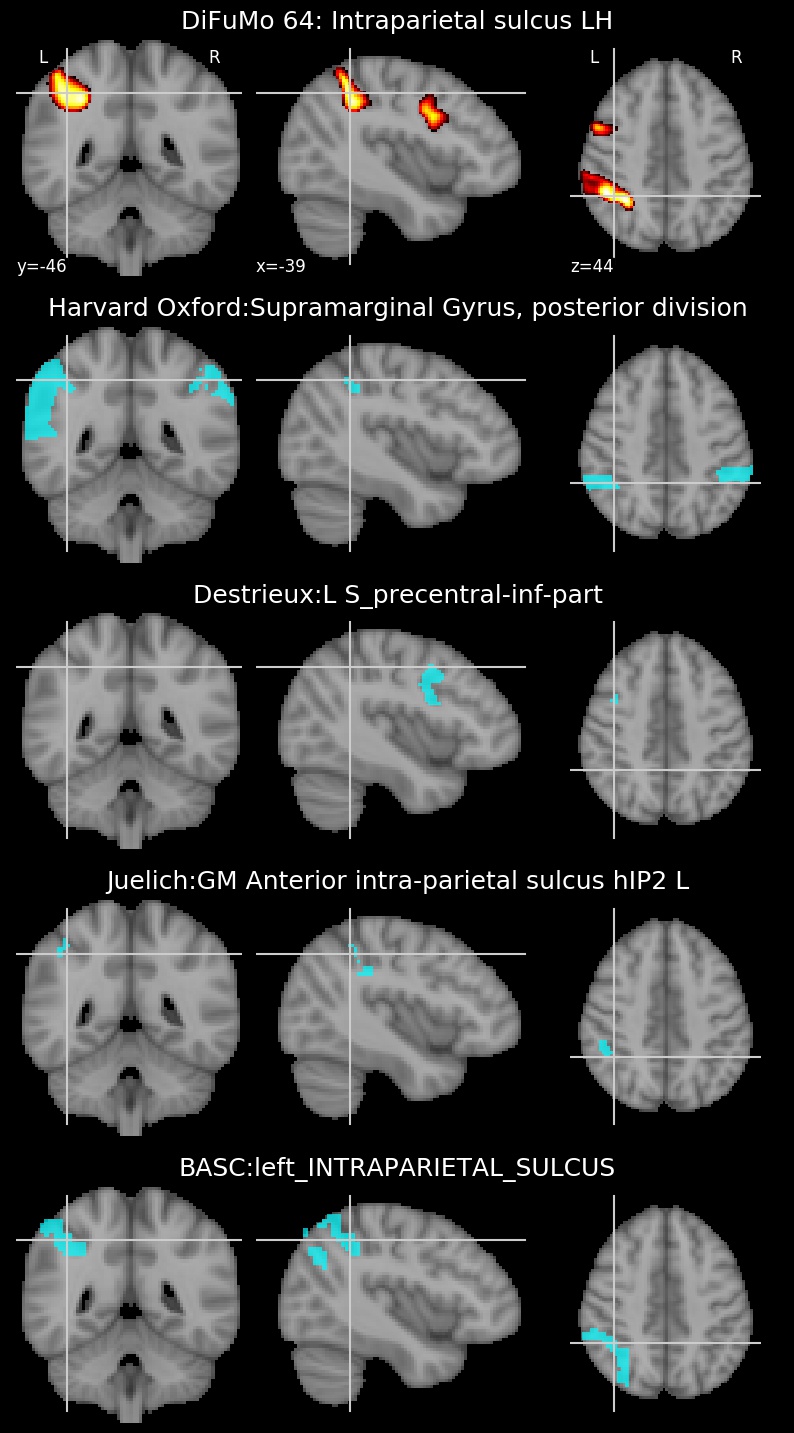 DiFuMo 64: Intraparietal sulcus LH
L R L R
y=-46 x=-39 z=44
Harvard Oxford:Supramarginal Gyrus, posterior division
Destrieux:L S_precentral-inf-part
Juelich:GM Anterior intra-parietal sulcus hIP2 L
BASC:left_INTRAPARIETAL_SULCUS